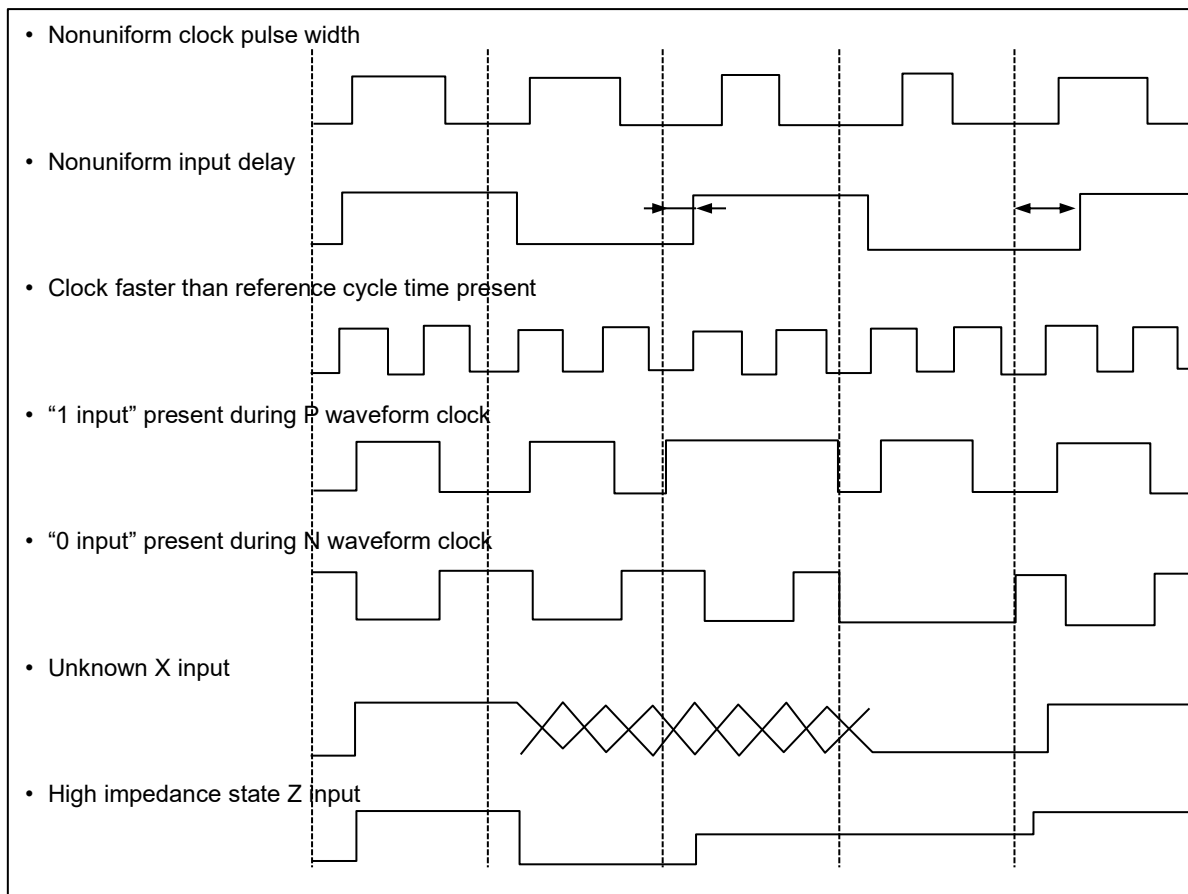 • Nonuniform clock pulse width
• Nonuniform input delay
• Clock faster than reference cycle time present
• “1 input” present during P waveform clock
• “0 input” present during N waveform clock
• Unknown X input
• High impedance state Z input